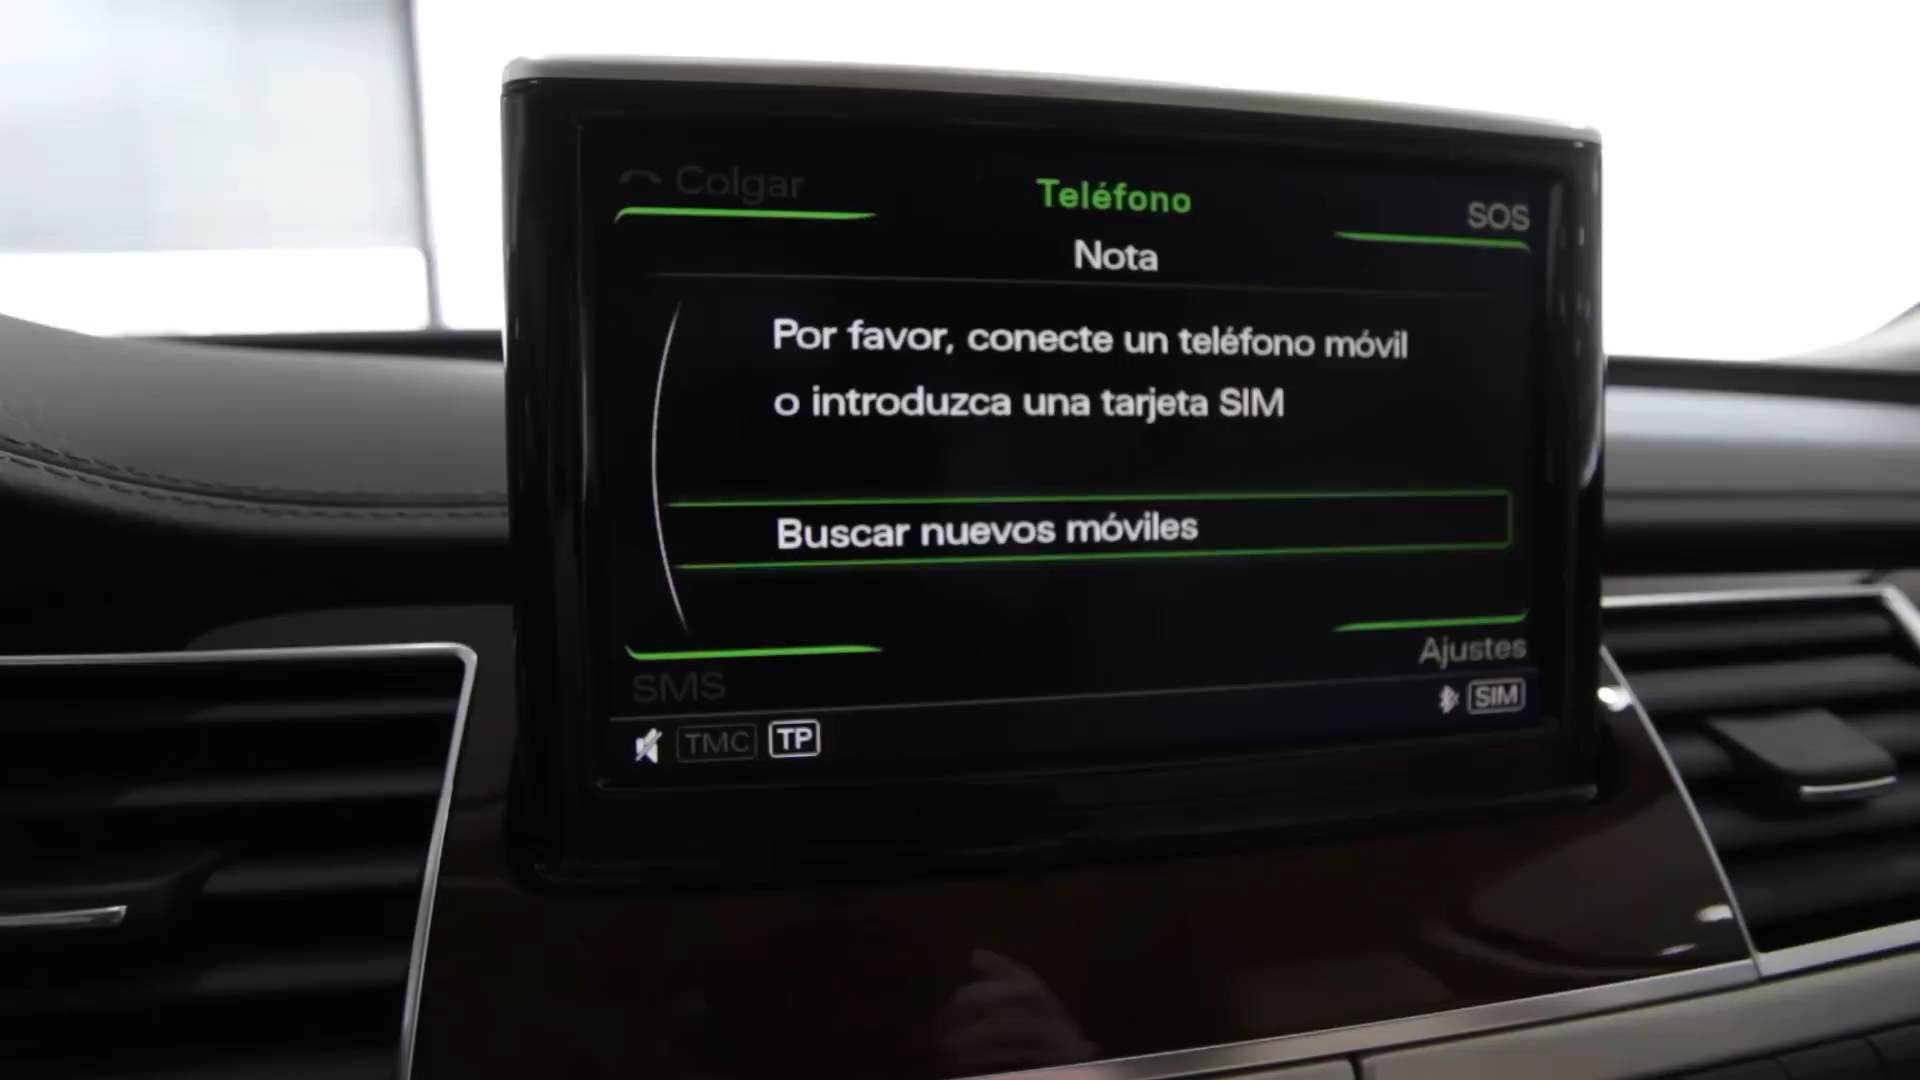 Colgar
Teléfono
SOS
Nota
Por favor, conecte un teléfono móvil
o introduzca una tarjeta SIM
Buscar nuevos móviles
Ajustes
SMS
SIM
TMC TP